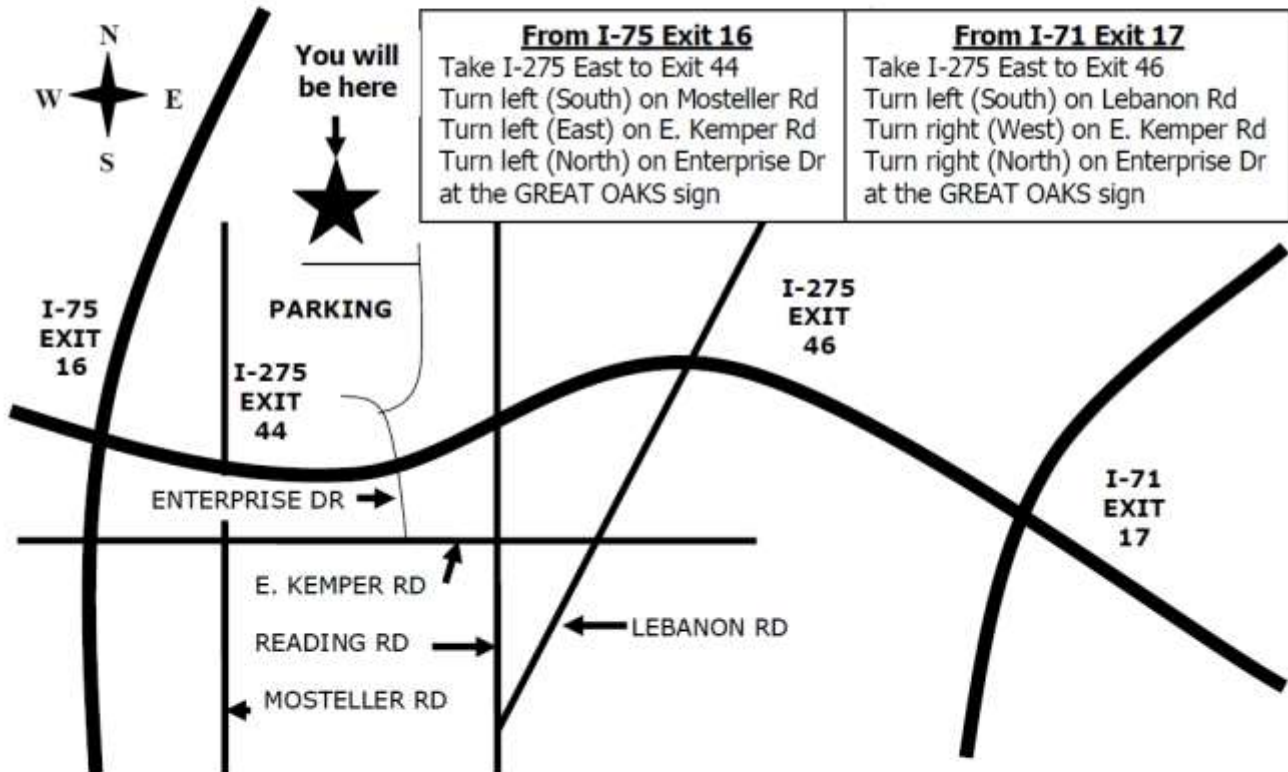 N
W E
S
You will
be here
From I-75 Exit 16
Take I-275 East to Exit 44
Turn left (South) on Mosteller Rd
Turn left (East) on E. Kemper Rd
Turn left (North) on Enterprise Dr
at the GREAT OAKS sign
From I-71 Exit 17
Take I-275 East to Exit 46
Turn left (South) on Lebanon Rd
Turn right (West) on E. Kemper Rd
Turn right (North) on Enterprise Dr
at the GREAT OAKS sign
I-75
EXIT
16
PARKING
I-275
EXIT
44
I-275
EXIT
46
I-71
EXIT
17
ENTERPRISE DR
E. KEMPER RD
READING RD
LEBANON RD
MOSTELLER RD